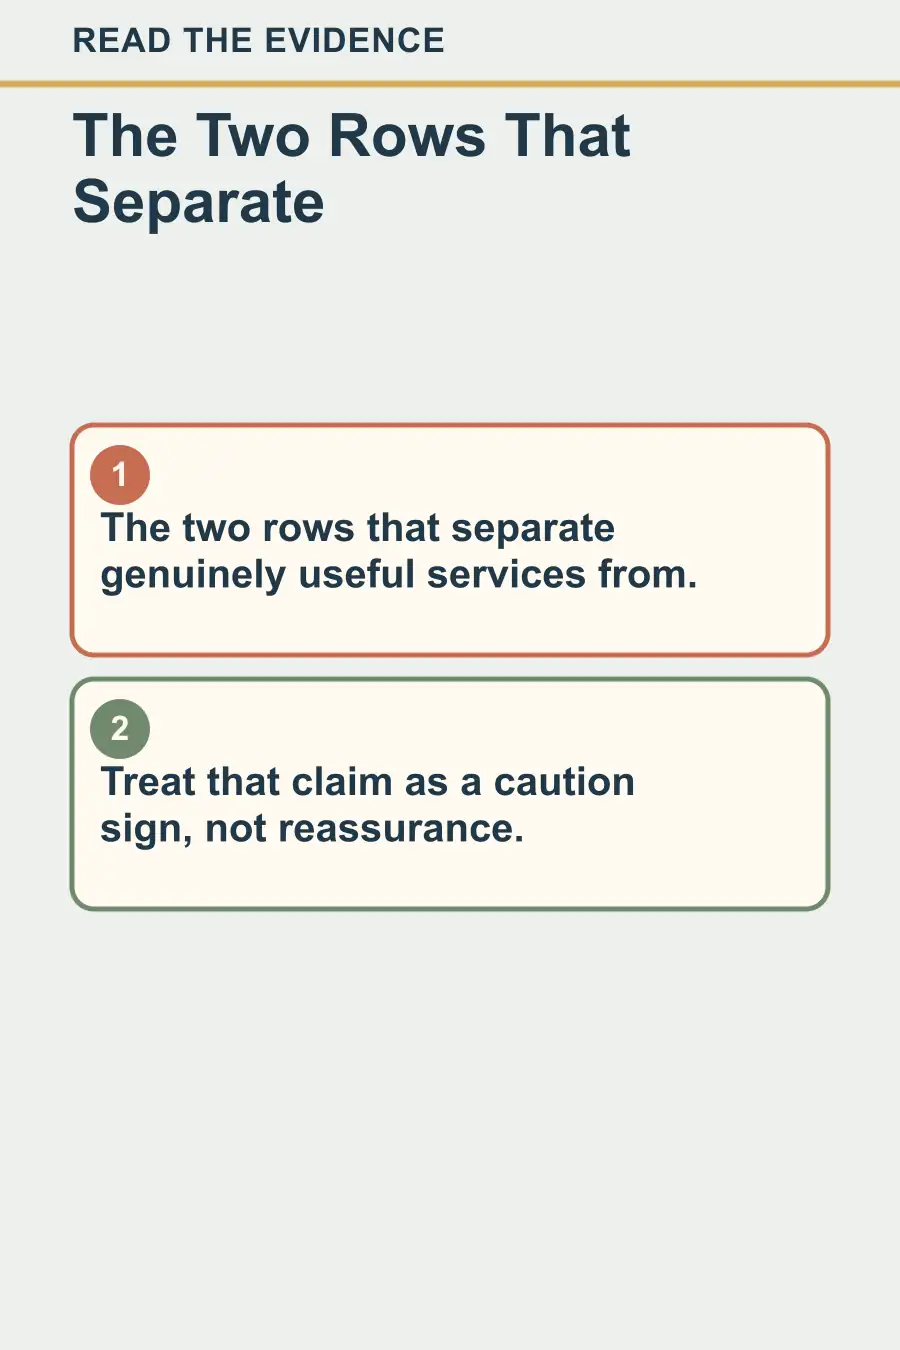 READ THE EVIDENCE
The Two Rows That
Separate
1
The two rows that separate
genuinely useful services from.
2
Treat that claim as a caution
sign, not reassurance.